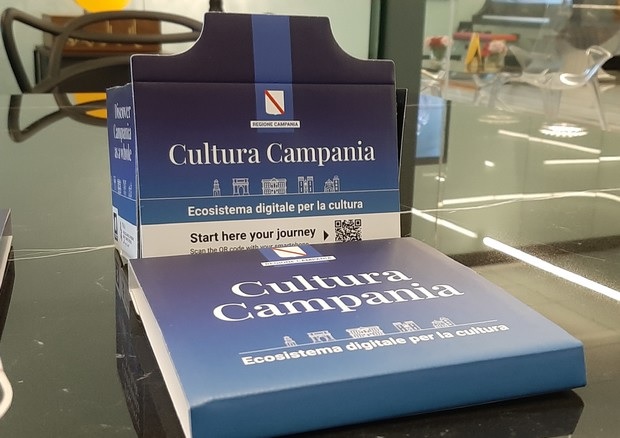 REGIONE CAMPANIA
Cultura Campania
Ecosistema digitale per la cultura
Start here your journey
Scan the QR code with your smartphone
Discover
Campania
as a whole
REGIONE CAMPANIA
Cultura
Campania
Ecosistema digitale per la cultura